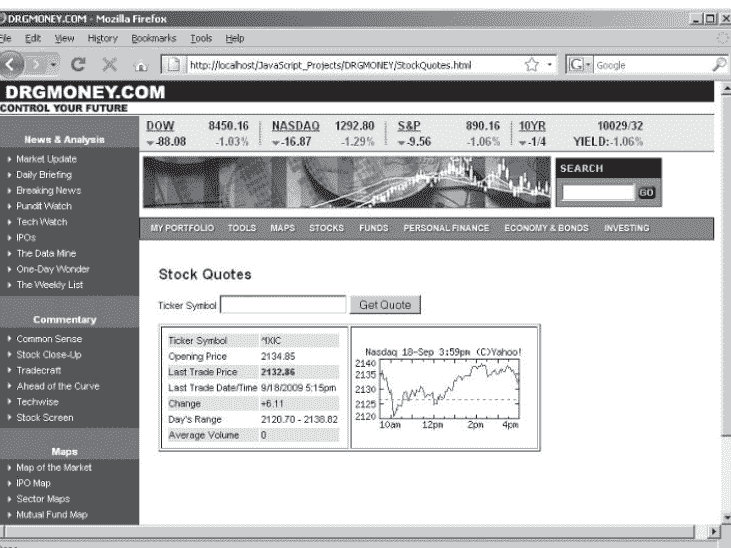 DRGMONEY.COM - Mozilla Firefox
File Edit View History Bookmarks Tools Help
http://localhost/JavaScript_Projects/DRGMONEY/StockQuotes.html
G Google
DRGMONEY.COM
CONTROL YOUR FUTURE
DOW 8450.16 NASDAQ 1292.80 S&P 890.16 10YR 10029/32
-88.08 -1.03% -16.87 -1.29% -9.56 -1.06% -1/4 YIELD:-1.06%
News & Analysis
Market Update
Daily Briefing
Breaking News
Pundit Watch
Tech Watch
IPOs
The Data Mine
One-Day Wonder
The Weekly List
Commentary
Common Sense
Stock Close-Up
Tradecraft
Ahead of the Curve
Techwise
Stock Screen
Maps
Map of the Market
IPO Map
Sector Maps
Mutual Fund Map
SEARCH
GO
MY PORTFOLIO TOOLS MAPS STOCKS FUNDS PERSONAL FINANCE ECONOMY & BONDS INVESTING
Stock Quotes
Ticker Symbol Get Quote
Ticker Symbol ^IXIC
Opening Price 2134.85
Last Trade Price 2132.86
Last Trade Date/Time 9/18/2009 5:15pm
Change +6.11
Day's Range 2120.70 - 2138.82
Average Volume 0
Nasdaq 18-Sep 3:59pm (C)Yahoo!
2140
2135
2130
2125
2120
10am 12pm 2pm 4pm